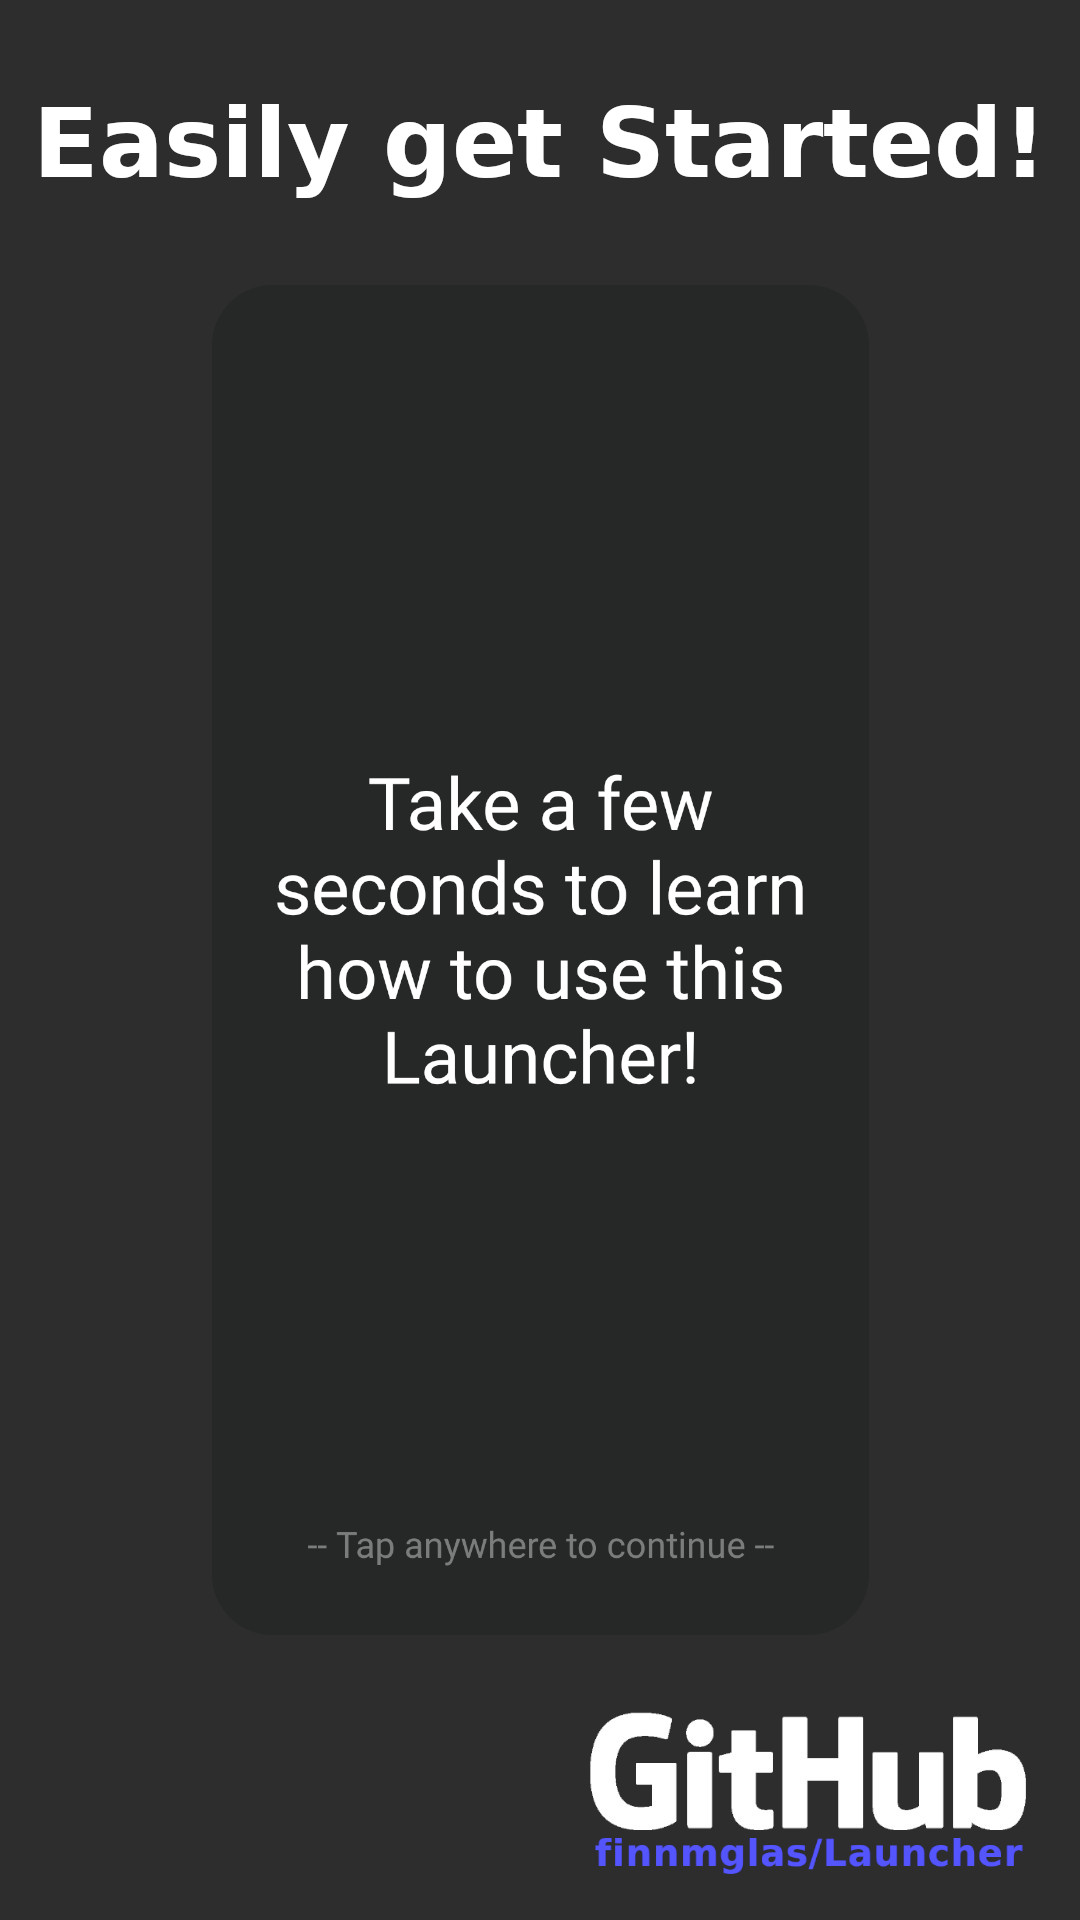 Easily get Started!
Take a few
seconds to learn
how to use this
Launcher!
-- Tap anywhere to continue --
GitHub
finnmglas/Launcher